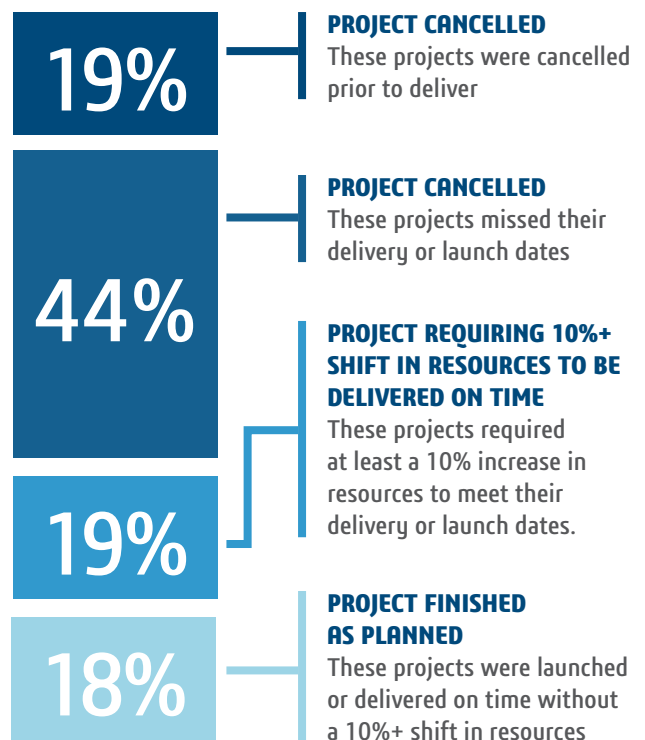 19%
PROJECT CANCELLED
These projects were cancelled
prior to deliver
44%
PROJECT CANCELLED
These projects missed their
delivery or launch dates
19%
PROJECT REQUIRING 10%+
SHIFT IN RESOURCES TO BE
DELIVERED ON TIME
These projects required
at least a 10% increase in
resources to meet their
delivery or launch dates.
18%
PROJECT FINISHED
AS PLANNED
These projects were launched
or delivered on time without
a 10%+ shift in resources